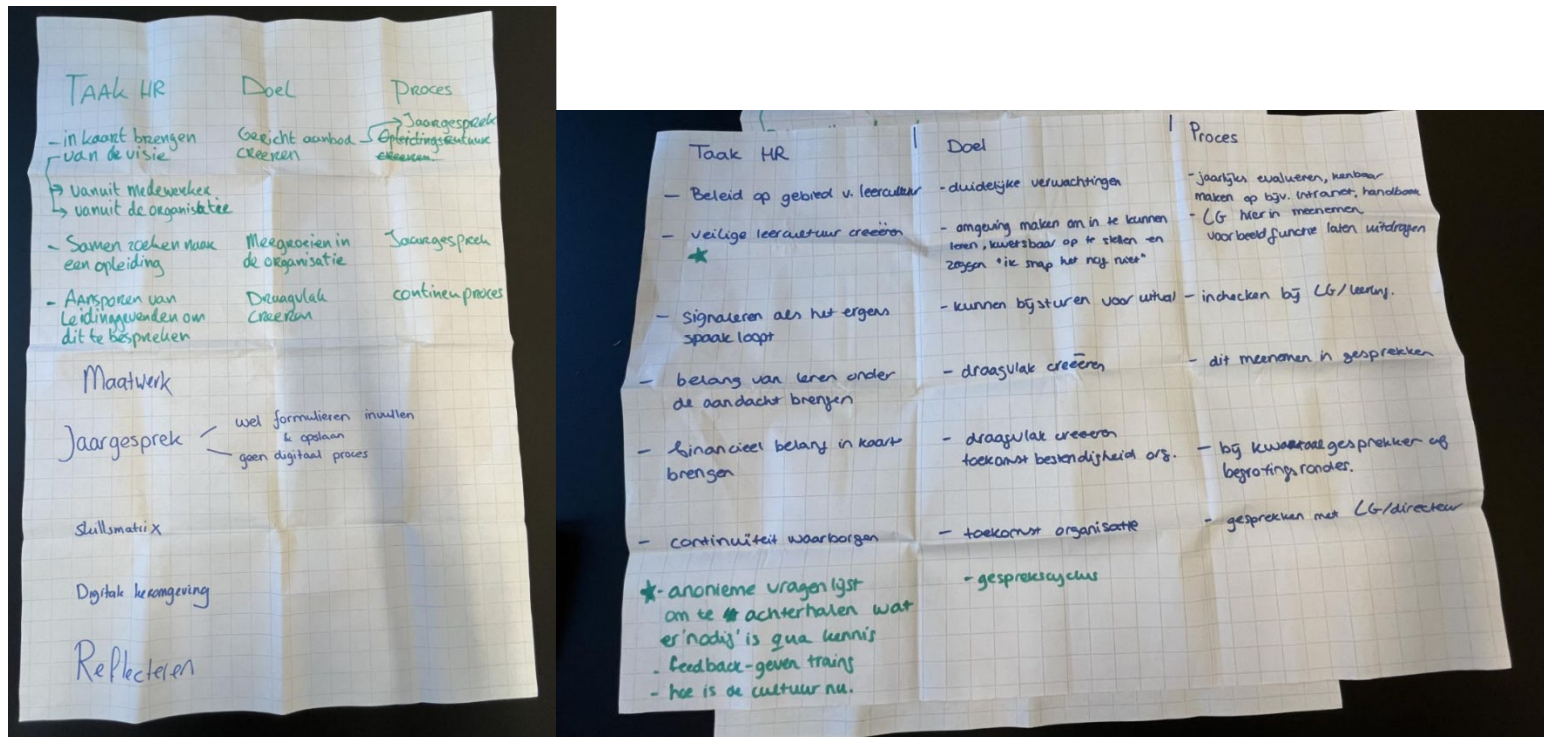 TAAK HR
Doel
Proces
- in kaart brengen
van de visie
Gericht aanbod
creeren
Jaargesprek
Opleidingscultuur
creeren.
→ vanuit medewerker
→ vanuit de organisatie
- Samen zoeken naar
een opleiding
Meegroeien in
de organisatie
Jaargesprek
- Aansporen van
Leidinggevenden om
dit te bespreken
Draagvlak
Creeren
continu proces
Maatwerk
Jaargesprek
wel formulieren invullen
& opslaan
geen digitaal proces
skillsmatrix
Digitale leeromgeving
Reflecteren
Taak HR
Doel
Proces
- Beleid op gebied v. leercultuur
- duidelijke verwachtingen
- jaarlijks evalueren, kenbaar
maken op bijv. intranet, handboek
- LG hierin meenemen
voorbeeld functie laten uitdragen
- veilige leercultuur creëren
★
- omgeving maken om in te kunnen
leren, kwetsbaar op te stellen en
zeggen "ik snap het nog niet"
- signaleren als het ergens
spaak loopt
- kunnen bijsturen voor uitval
- inchecken bij LG/leerling.
- belang van leren onder
de aandacht brengen
- draagvlak creëren
- dit meenemen in gesprekken
- financieel belang in kaart
brengen
- draagvlak creëren
toekomst bestendigheid org.
- bij kwartaalgesprekken of
begrotingsrondes.
- continuïteit waarborgen
- toekomst organisatie
- gesprekken met LG/directeur
★- anonieme vragenlijst
om te achterhalen wat
er 'nodig' is qua kennis
- feedback-geven trains
- hoe is de cultuur nu.
- gesprekscyclus